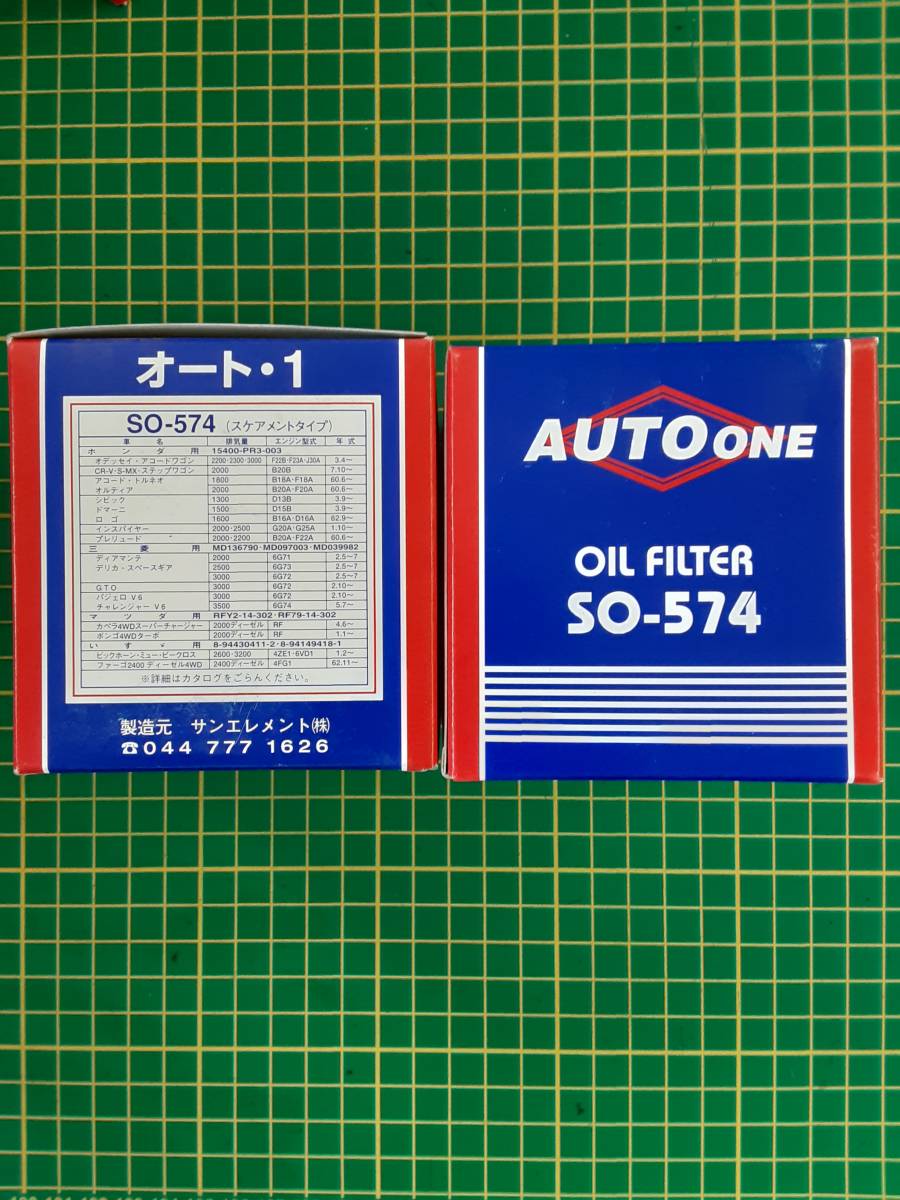 オート・1
SO-574 (スケアメントタイプ)
車名 排気量 エンジン型式 年式
ホンダ用 15400-PR3-003
オデッセイ・アコードワゴン 2200・2300・3000 F22B・F23A・J30A 3.4〜
CR-V・S-MX・ステップワゴン 2000 B20B 7.10〜
アコード・トルネオ 1800 B18A・F18A 60.6〜
オルティア 2000 B20A・F20A 60.6〜
シビック 1300 D13B 3.9〜
ドマーニ 1500 D15B 3.9〜
ロゴ 1600 B16A・D16A 62.9〜
インスパイヤー 2000・2500 G20A・G25A 1.10〜
プレリュード 2000・2200 B20A・F22A 60.6〜
三菱用 MD136790・MD097003・MD039982
ディアマンテ 2000 6G71 2.5〜7
デリカ・スペースギア 2500 6G73 2.5〜7
3000 6G72 2.5〜7
GTO 3000 6G72 2.10〜
パジェロ V6 3000 6G72 2.10〜
チャレンジャー V6 3500 6G74 5.7〜
マツダ用 RFY2-14-302・RF79-14-302
カペラ4WDスーパーチャージャー 2000ディーゼル RF 4.6〜
ボンゴ4WDターボ 2000ディーゼル RF 1.1〜
いすゞ用 8-94430411-2・8-94149418-1
ビックホーン・ミュー・ビークロス 2600・3200 4ZE1・6VD1 1.2〜
ファーゴ2400 ディーゼル4WD 2400ディーゼル 4FG1 62.11〜
※詳細はカタログをごらんください。
製造元 サンエレメント(株)
☎044 777 1626
AUTO ONE
OIL FILTER
SO-574